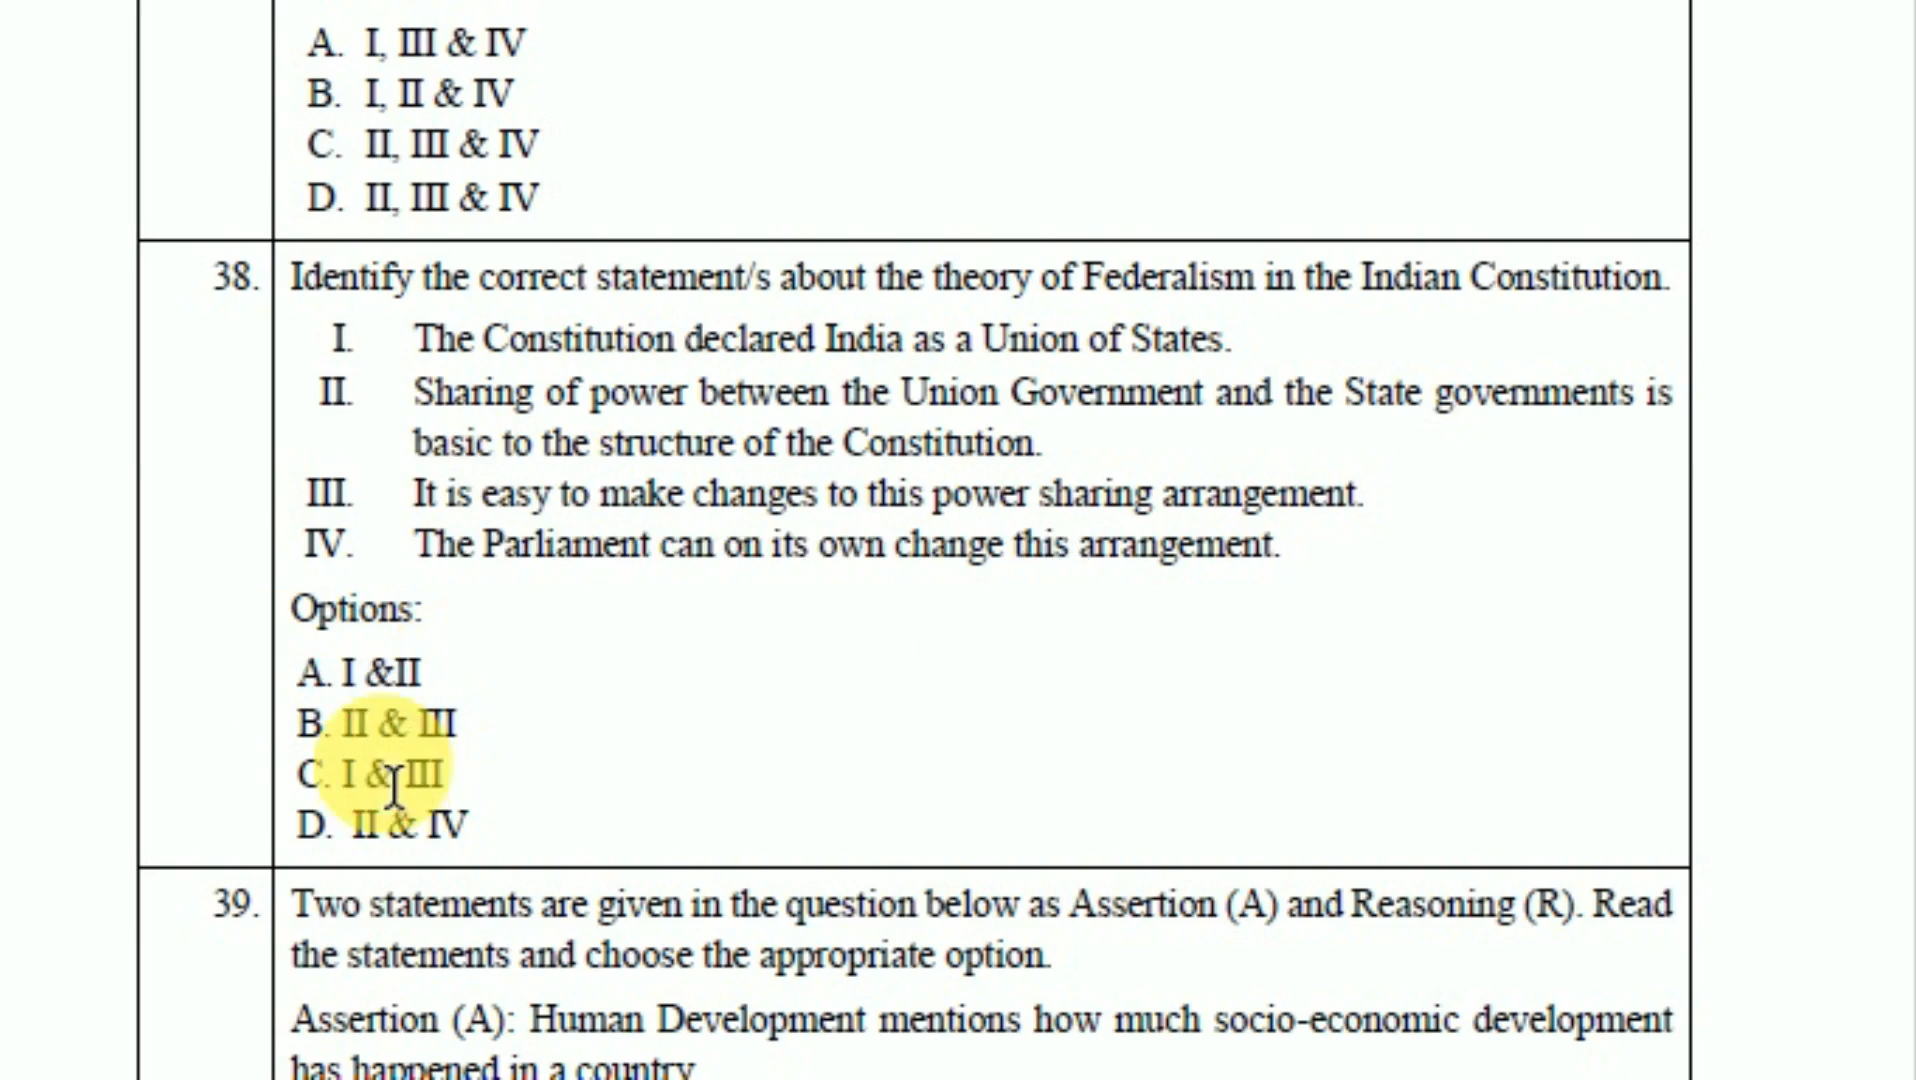 A. I, III & IV
B. I, II & IV
C. II, III & IV
D. II, III & IV
38. Identify the correct statement/s about the theory of Federalism in the Indian Constitution.
I. The Constitution declared India as a Union of States.
II. Sharing of power between the Union Government and the State governments is
basic to the structure of the Constitution.
III. It is easy to make changes to this power sharing arrangement.
IV. The Parliament can on its own change this arrangement.
Options:
A. I &II
B. II & III
C. I & III
D. II & IV
39. Two statements are given in the question below as Assertion (A) and Reasoning (R). Read
the statements and choose the appropriate option.
Assertion (A): Human Development mentions how much socio-economic development
has happened in a country